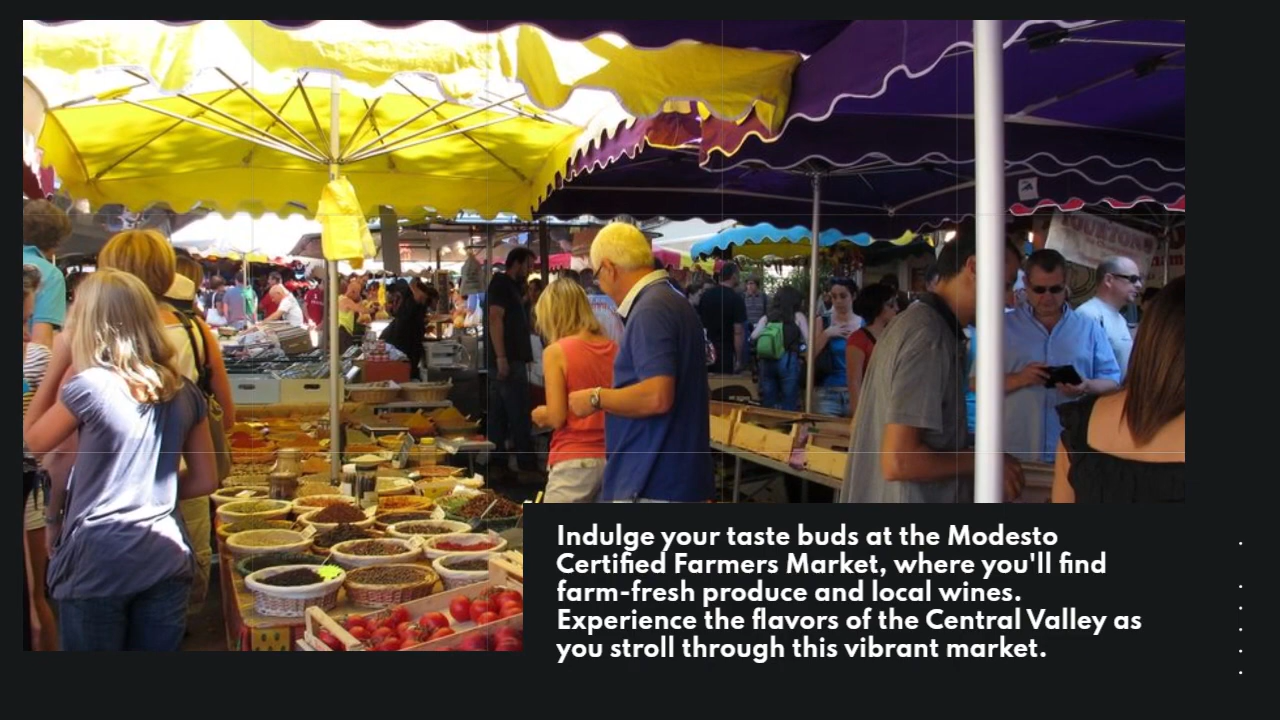 Indulge your taste buds at the Modesto
Certified Farmers Market, where you'll find
farm-fresh produce and local wines.
Experience the flavors of the Central Valley as
you stroll through this vibrant market.